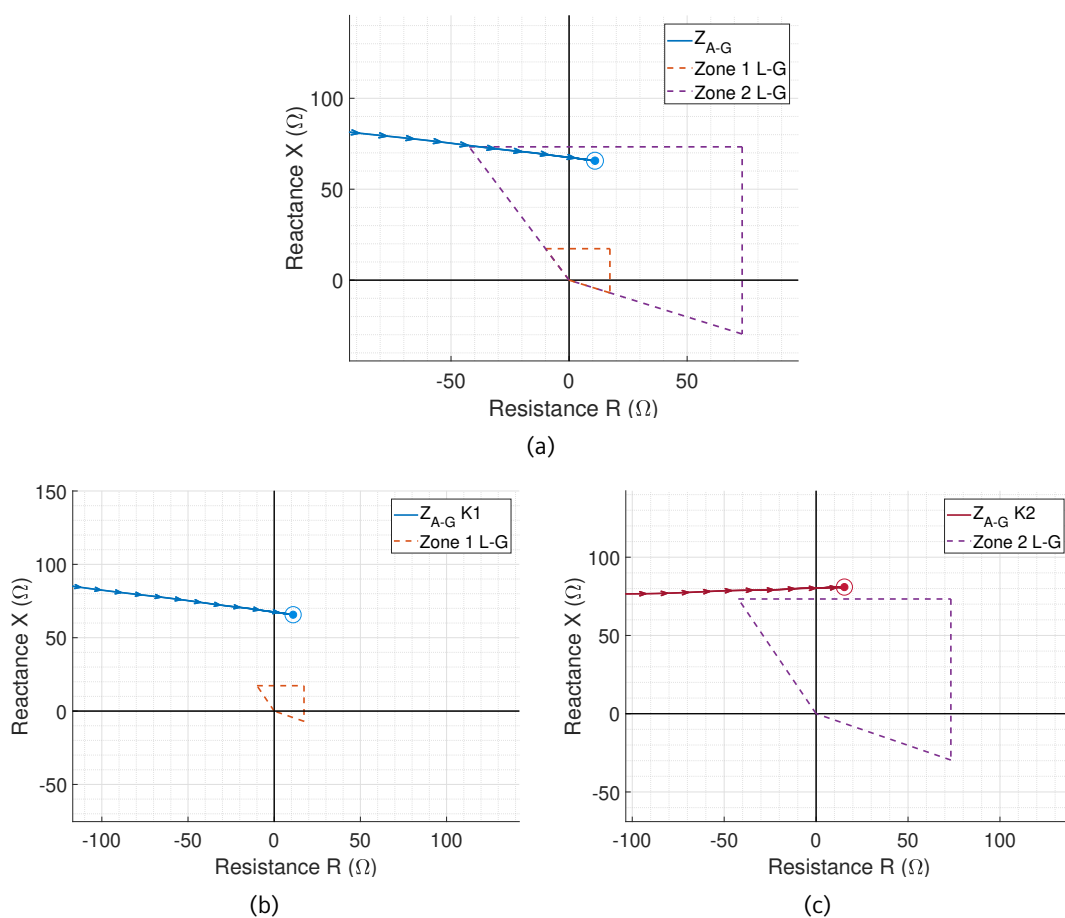 Z_A-G
Zone 1 L-G
Zone 2 L-G
100
50
0
-50
0
50
Reactance X (Ω)
Resistance R (Ω)
(a)
150
100
50
0
-50
-100
-50
0
50
100
Reactance X (Ω)
Resistance R (Ω)
Z_A-G K1
Zone 1 L-G
(b)
100
50
0
-50
-100
-50
0
50
100
Reactance X (Ω)
Resistance R (Ω)
Z_A-G K2
Zone 2 L-G
(c)